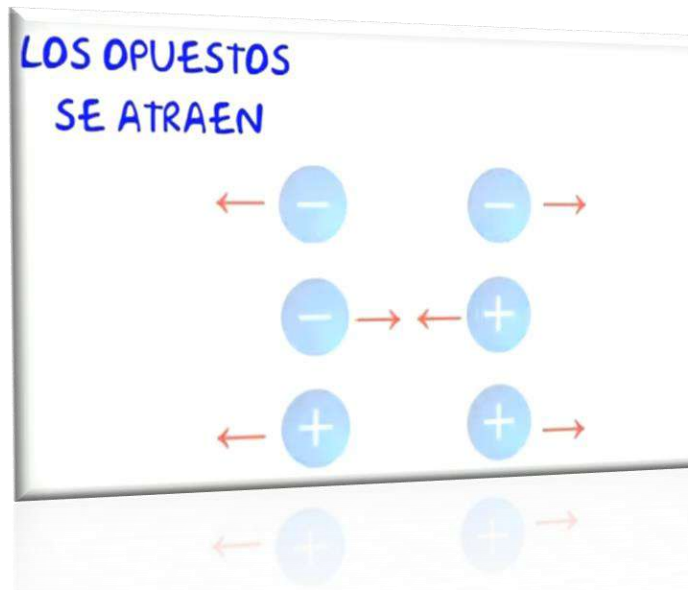 LOS OPUESTOS
SE ATRAEN
← − − →
− → ← +
← + + →